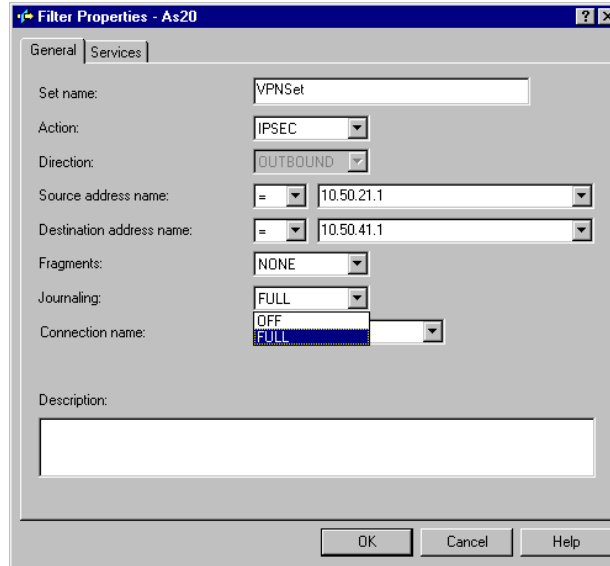 Filter Properties - As20
General Services
Set name: VPNSet
Action: IPSEC
Direction: OUTBOUND
Source address name: = 10.50.21.1
Destination address name: = 10.50.41.1
Fragments: NONE
Journaling: FULL
OFF
Connection name: FULL
Description:
OK Cancel Help